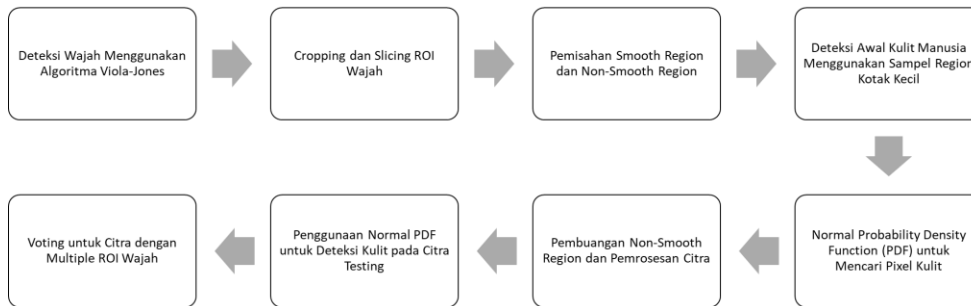 Deteksi Wajah Menggunakan
Algoritma Viola-Jones
Cropping dan Slicing ROI
Wajah
Pemisahan Smooth Region
dan Non-Smooth Region
Deteksi Awal Kulit Manusia
Menggunakan Sampel Region
Kotak Kecil
Normal Probability Density
Function (PDF) untuk
Mencari Pixel Kulit
Pembuangan Non-Smooth
Region dan Pemrosesan Citra
Penggunaan Normal PDF
untuk Deteksi Kulit pada Citra
Testing
Voting untuk Citra dengan
Multiple ROI Wajah